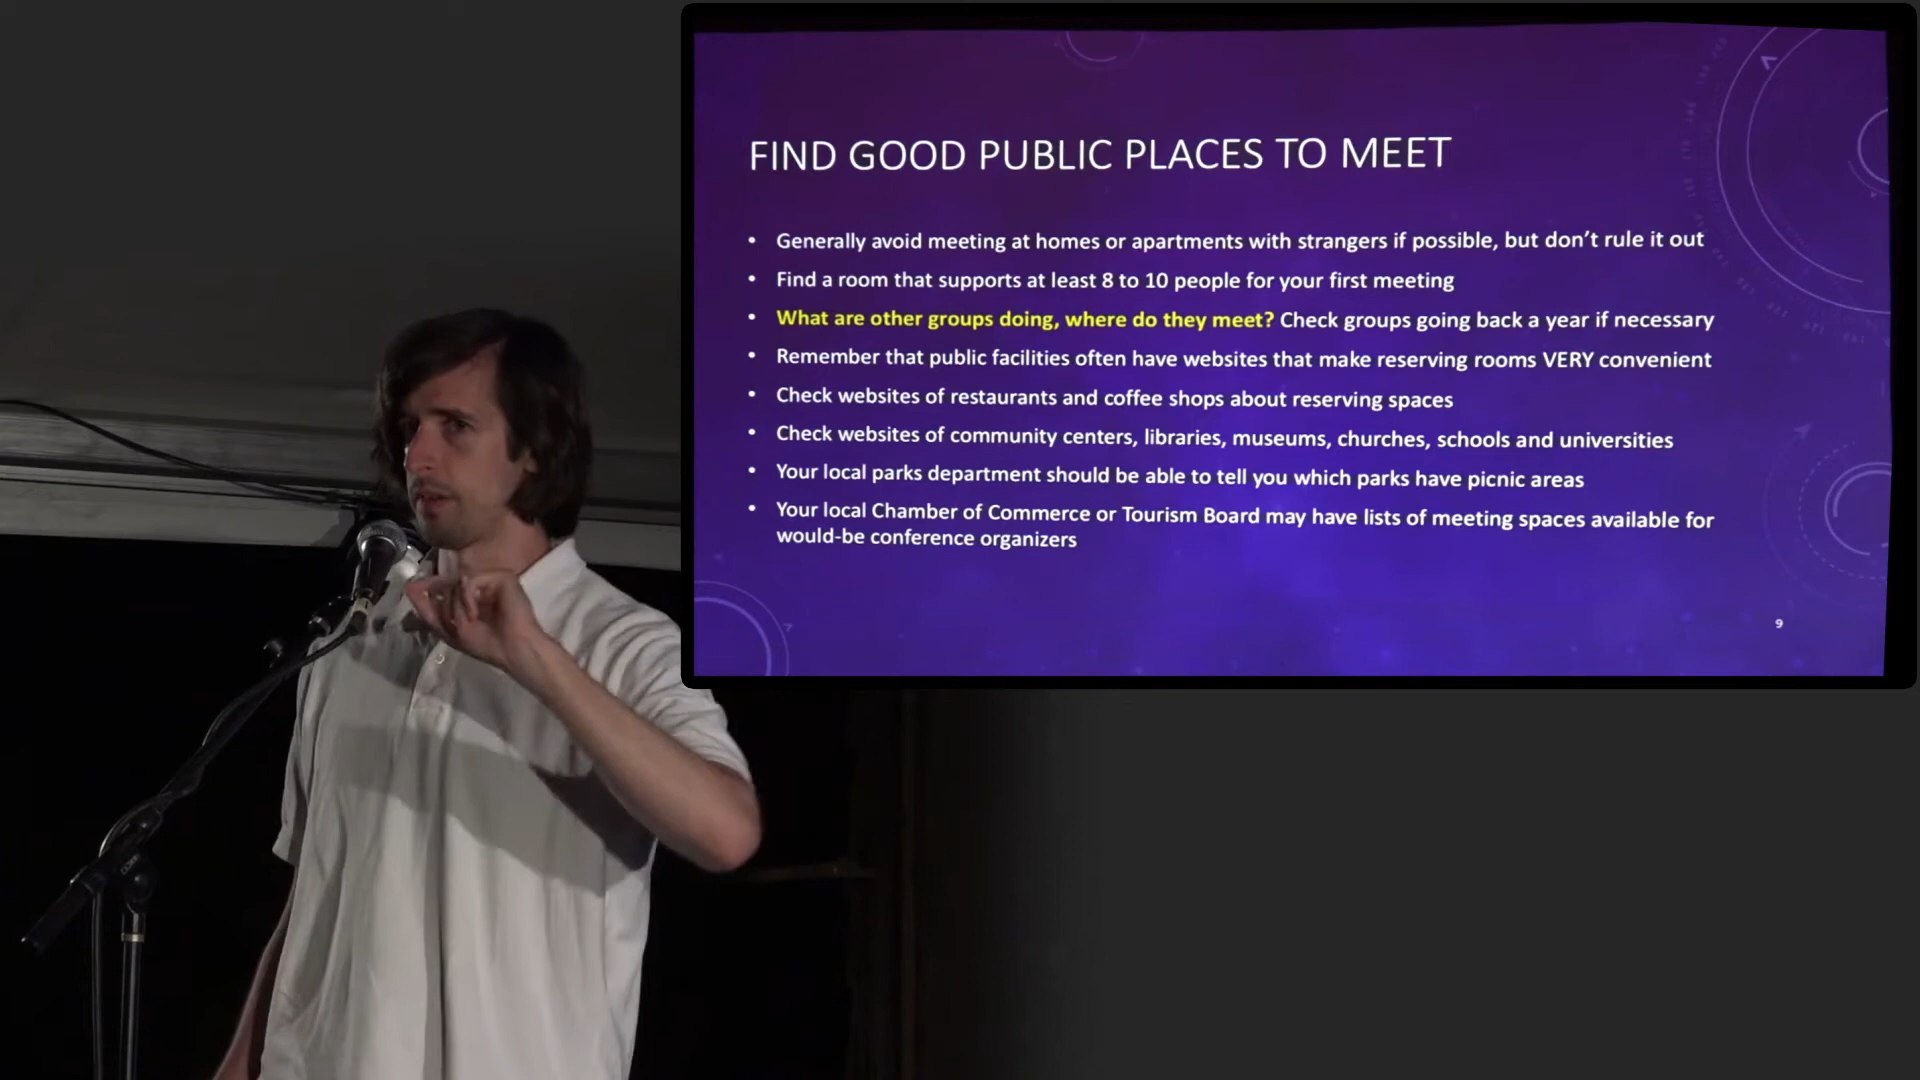 FIND GOOD PUBLIC PLACES TO MEET
• Generally avoid meeting at homes or apartments with strangers if possible, but don't rule it out
• Find a room that supports at least 8 to 10 people for your first meeting
• What are other groups doing, where do they meet? Check groups going back a year if necessary
• Remember that public facilities often have websites that make reserving rooms VERY convenient
• Check websites of restaurants and coffee shops about reserving spaces
• Check websites of community centers, libraries, museums, churches, schools and universities
• Your local parks department should be able to tell you which parks have picnic areas
• Your local Chamber of Commerce or Tourism Board may have lists of meeting spaces available for
would-be conference organizers
9